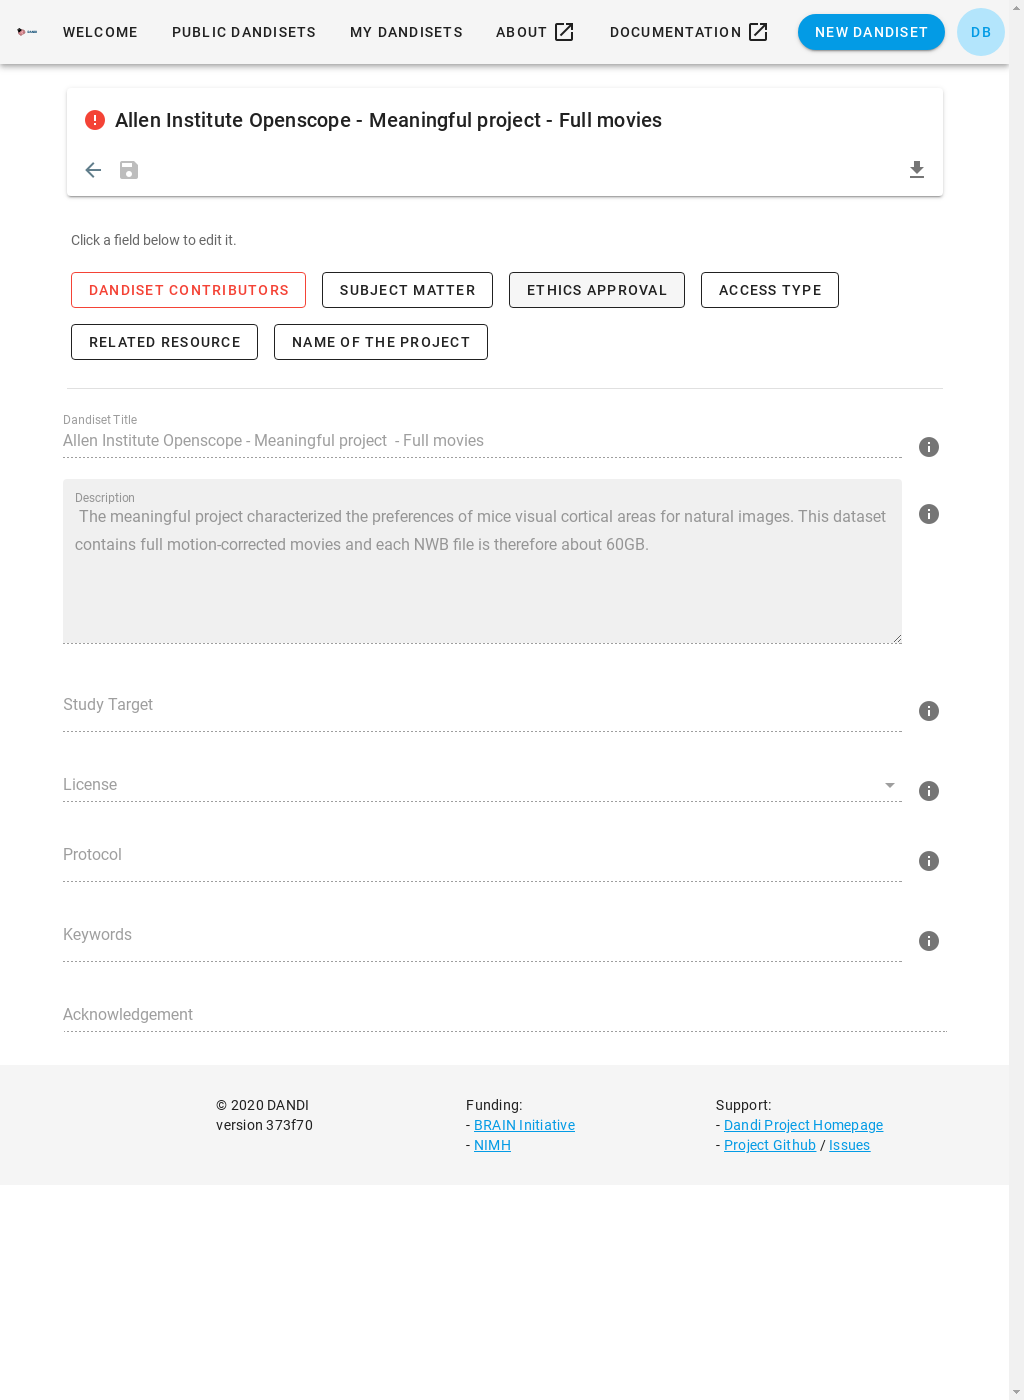 WELCOME PUBLIC DANDISETS MY DANDISETS ABOUT DOCUMENTATION NEW DANDISET DB
Allen Institute Openscope - Meaningful project - Full movies
Click a field below to edit it.
DANDISET CONTRIBUTORS SUBJECT MATTER ETHICS APPROVAL ACCESS TYPE
RELATED RESOURCE NAME OF THE PROJECT
Dandiset Title
Allen Institute Openscope - Meaningful project  - Full movies
Description
The meaningful project characterized the preferences of mice visual cortical areas for natural images. This dataset
contains full motion-corrected movies and each NWB file is therefore about 60GB.
Study Target
License
Protocol
Keywords
Acknowledgement
© 2020 DANDI
version 373f70
Funding:
- BRAIN Initiative
- NIMH
Support:
- Dandi Project Homepage
- Project Github / Issues